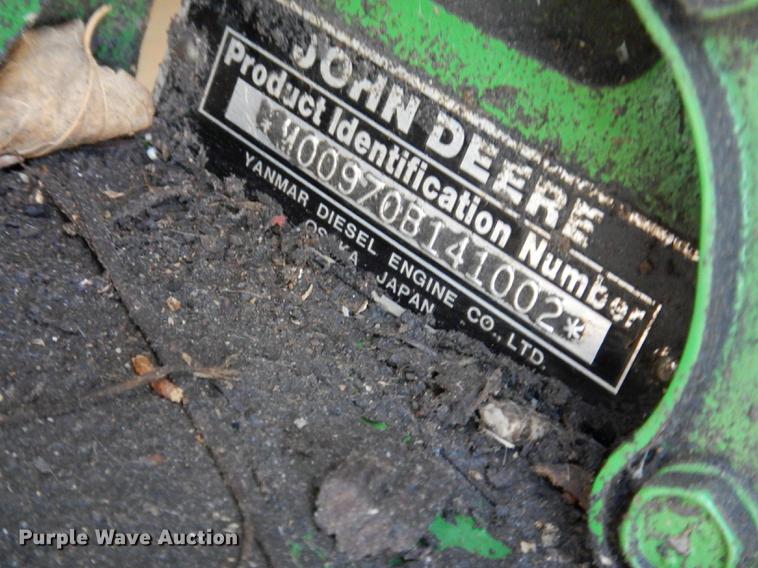 JOHN DEERE
Product Identification Number
M00970B141002*
YANMAR DIESEL ENGINE CO., LTD.
OSAKA, JAPAN
Purple Wave Auction